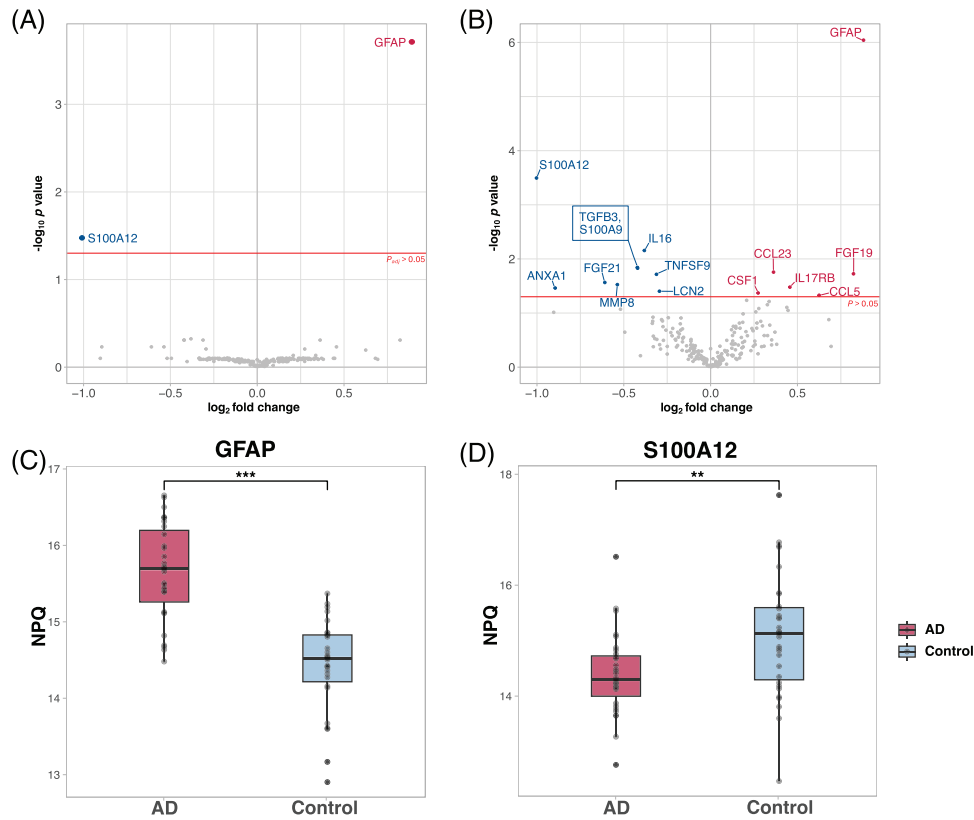 (A)
-log10 p value
3
2
1
0
GFAP
S100A12
Padj > 0.05
−1.0
−0.5
0.0
0.5
log2 fold change
(B)
-log10 p value
6
4
2
0
GFAP
S100A12
TGFB3,
S100A9
IL16
TNFSF9
LCN2
FGF21
MMP8
ANXA1
CCL23
FGF19
CSF1
IL17RB
CCL5
P > 0.05
−1.0
−0.5
0.0
0.5
log2 fold change
(C)
GFAP
NPQ
17
16
15
14
13
***
AD
Control
(D)
S100A12
NPQ
18
16
14
**
AD
Control
AD
Control